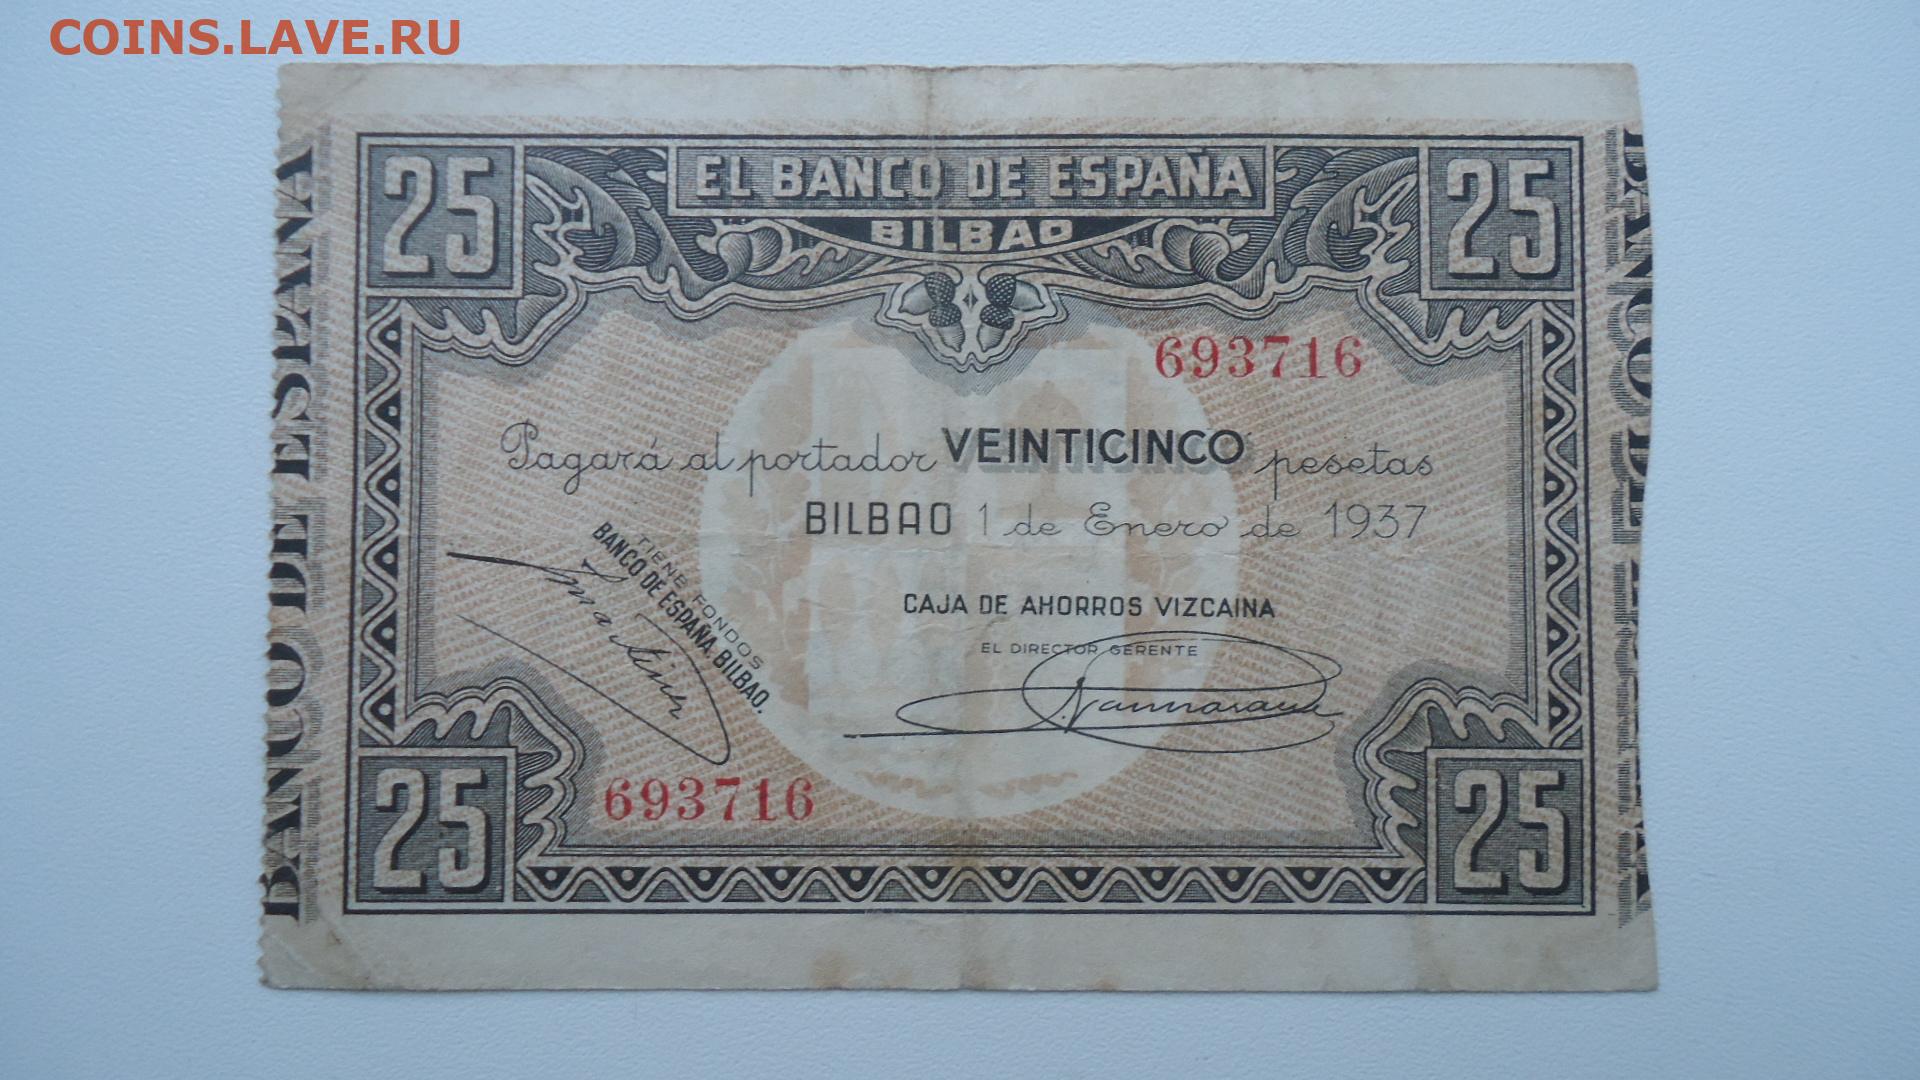 COINS.LAVE.RU
BANCO DE ESPAÑA
25
EL BANCO DE ESPAÑA
25
BILBAO
693716
Pagará al portador VEINTICINCO pesetas
BILBAO 1 de Enero de 1937
TIENE FONDOS
BANCO DE ESPAÑA. BILBAO.
CAJA DE AHORROS VIZCAINA
EL DIRECTOR GERENTE
693716
25
25
BANCO DE